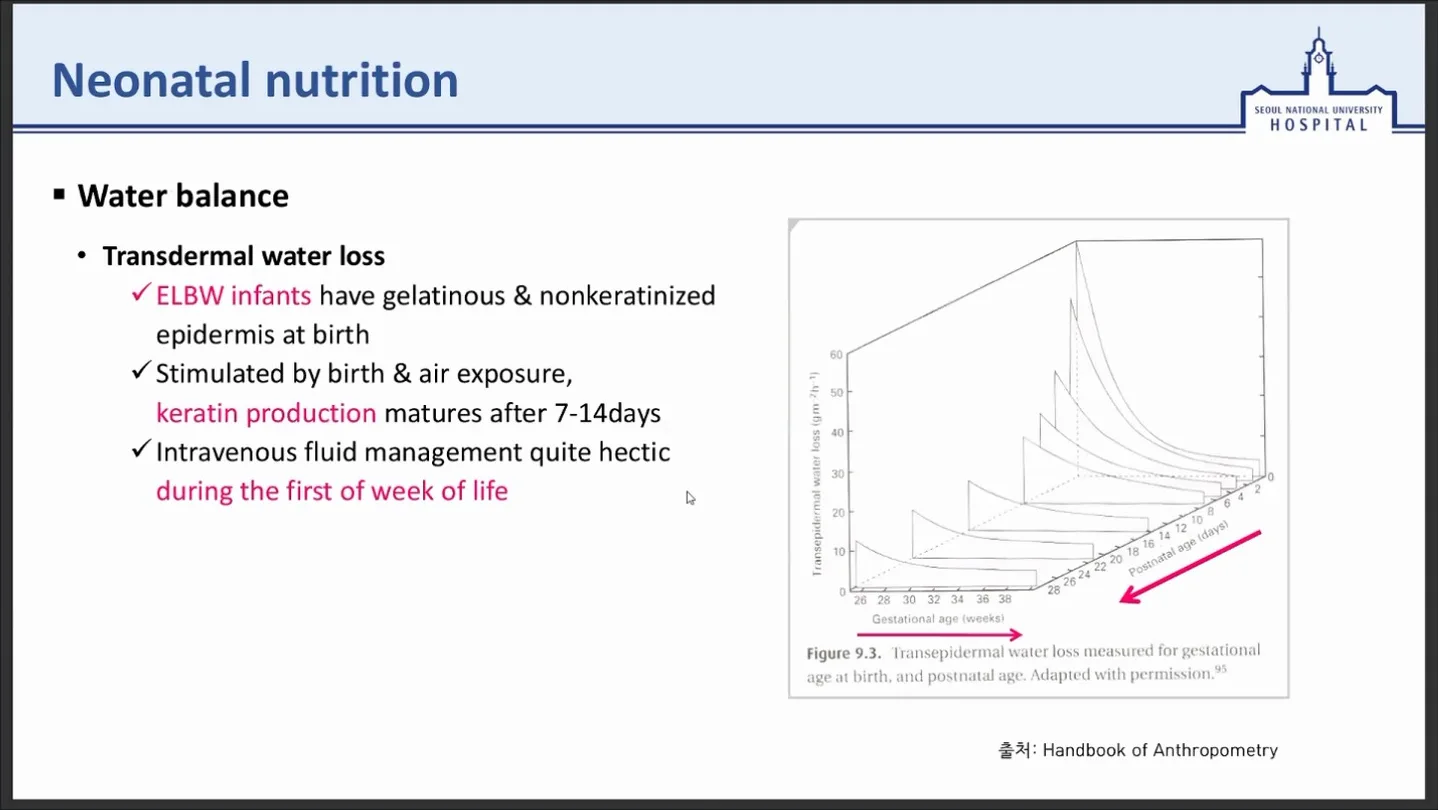 Neonatal nutrition
SEOUL NATIONAL UNIVERSITY
HOSPITAL
▪ Water balance
• Transdermal water loss
✓ELBW infants have gelatinous & nonkeratinized
epidermis at birth
✓Stimulated by birth & air exposure,
keratin production matures after 7-14days
✓Intravenous fluid management quite hectic
during the first of week of life
Transepidermal water loss (gm⁻²h⁻¹)
60
50
40
30
20
10
0
26 28 30 32 34 36 38
Gestational age (weeks)
28 26 24 22 20 18 16 14 12 10 8 6 4 2 0
Postnatal age (days)
Figure 9.3. Transepidermal water loss measured for gestational
age at birth, and postnatal age. Adapted with permission.⁹⁵
출처: Handbook of Anthropometry